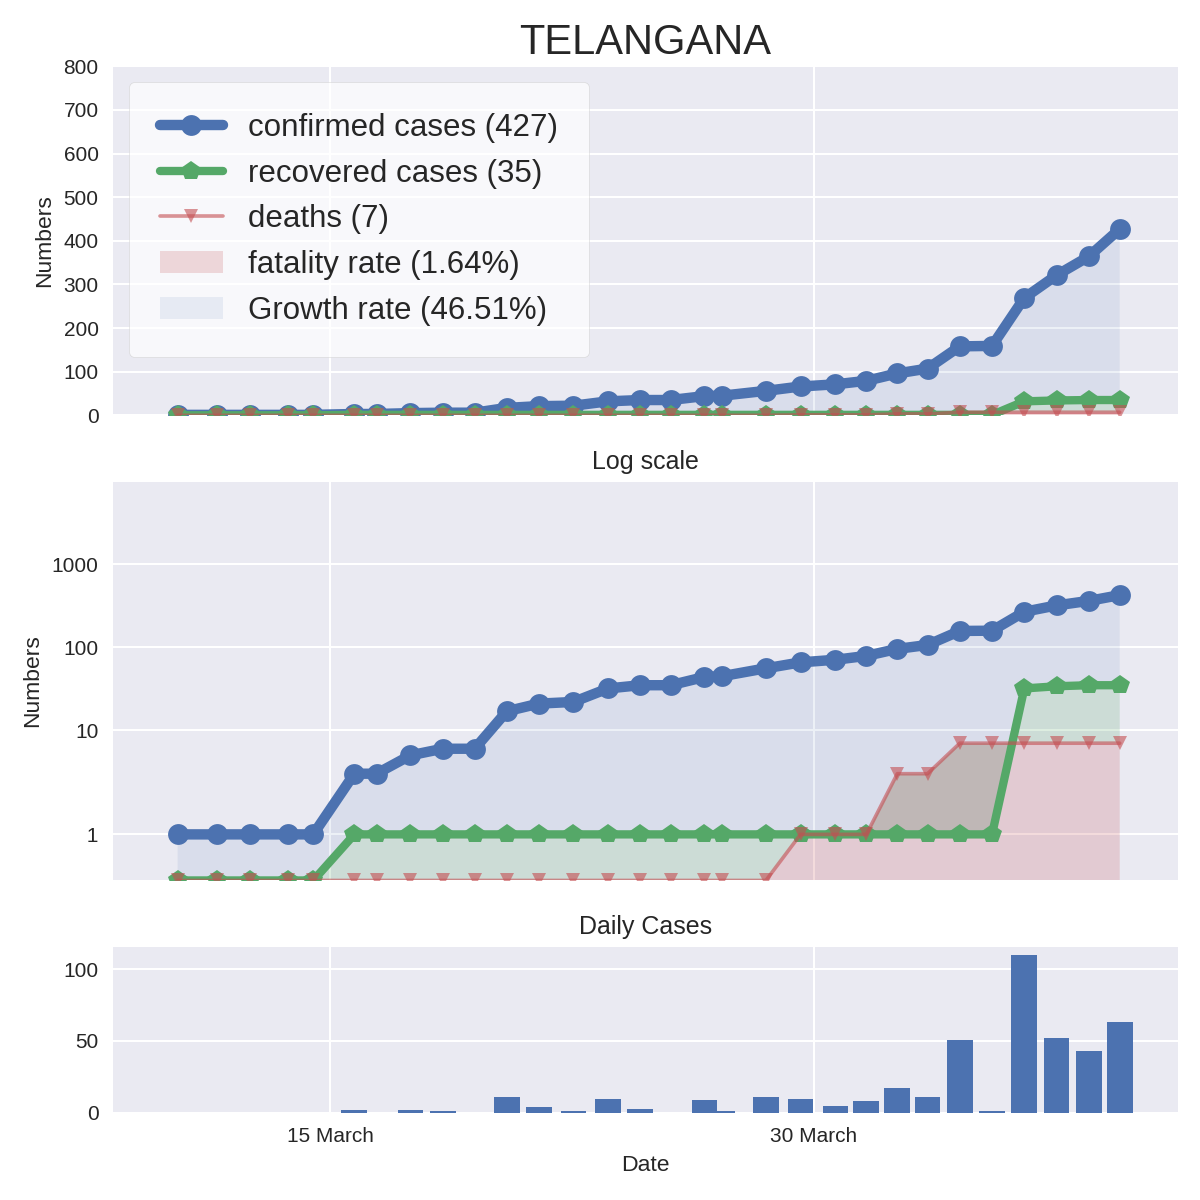 TELANGANA
800
700
600
500
400
300
200
100
0
Numbers
confirmed cases (427)
recovered cases (35)
deaths (7)
fatality rate (1.64%)
Growth rate (46.51%)
Log scale
1000
100
10
1
Numbers
Daily Cases
100
50
0
15 March
30 March
Date